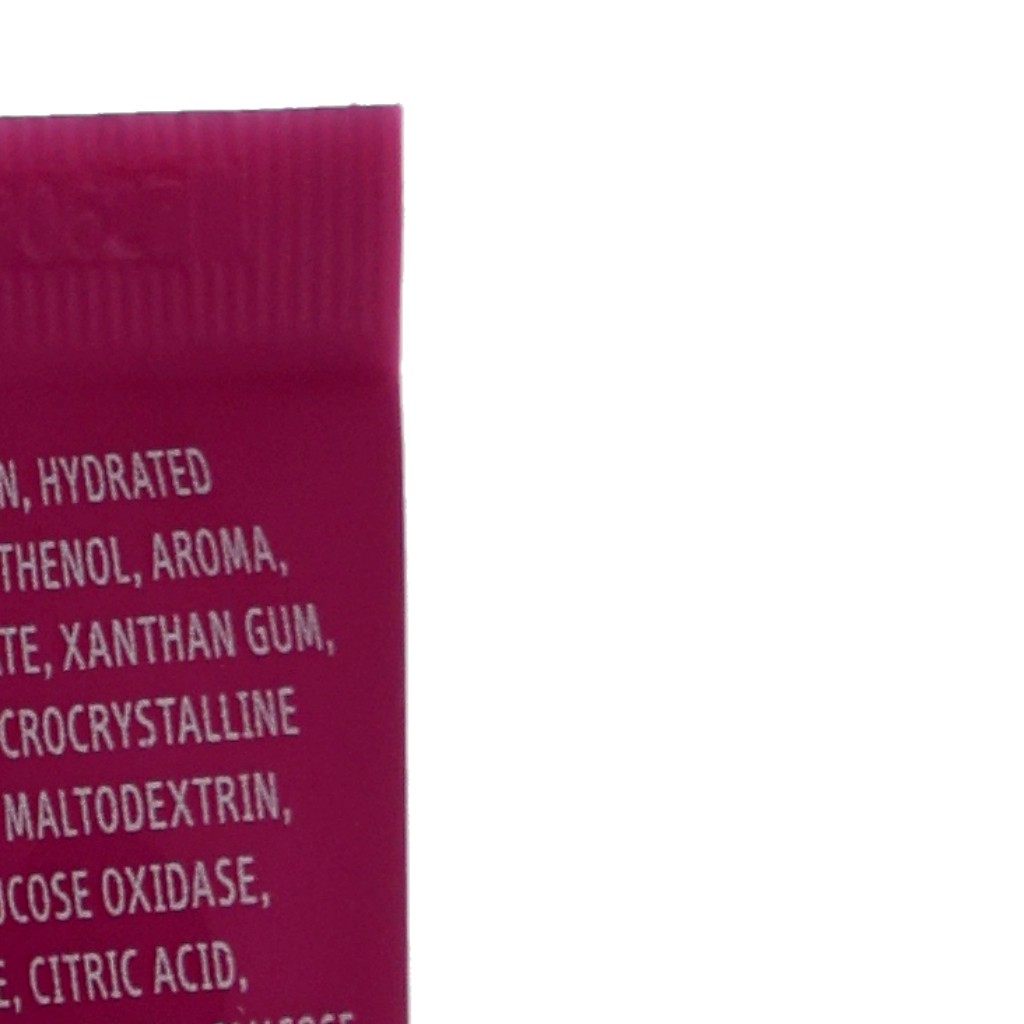 N, HYDRATED
THENOL, AROMA,
TE, XANTHAN GUM,
CROCRYSTALLINE
MALTODEXTRIN,
UCOSE OXIDASE,
E, CITRIC ACID,